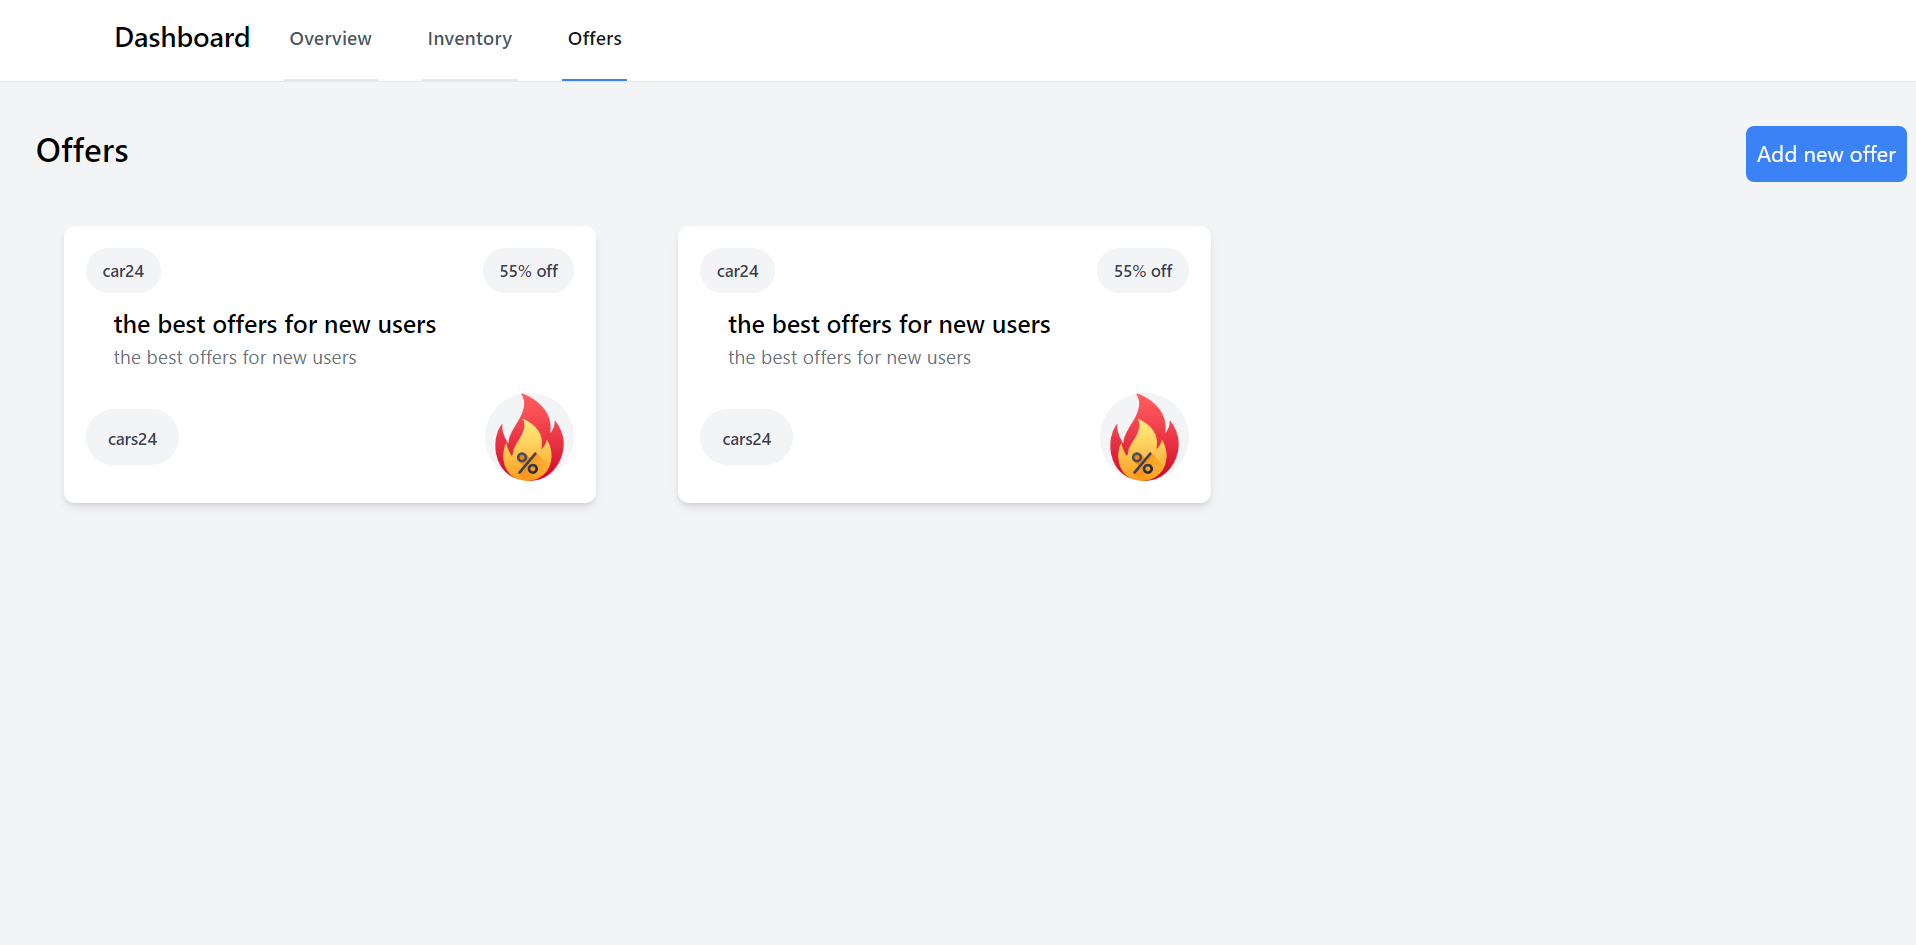 Dashboard Overview Inventory Offers
Offers
Add new offer
car24 55% off
the best offers for new users
the best offers for new users
cars24
%
car24 55% off
the best offers for new users
the best offers for new users
cars24
%